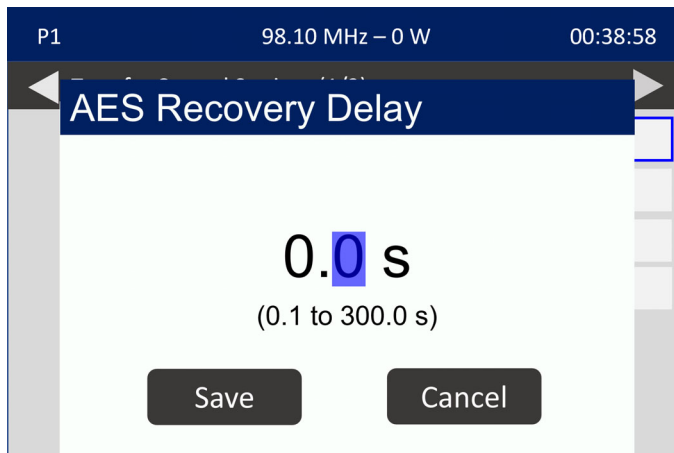 P1 98.10 MHz – 0 W 00:38:58
AES Recovery Delay
0.0 s
(0.1 to 300.0 s)
Save Cancel